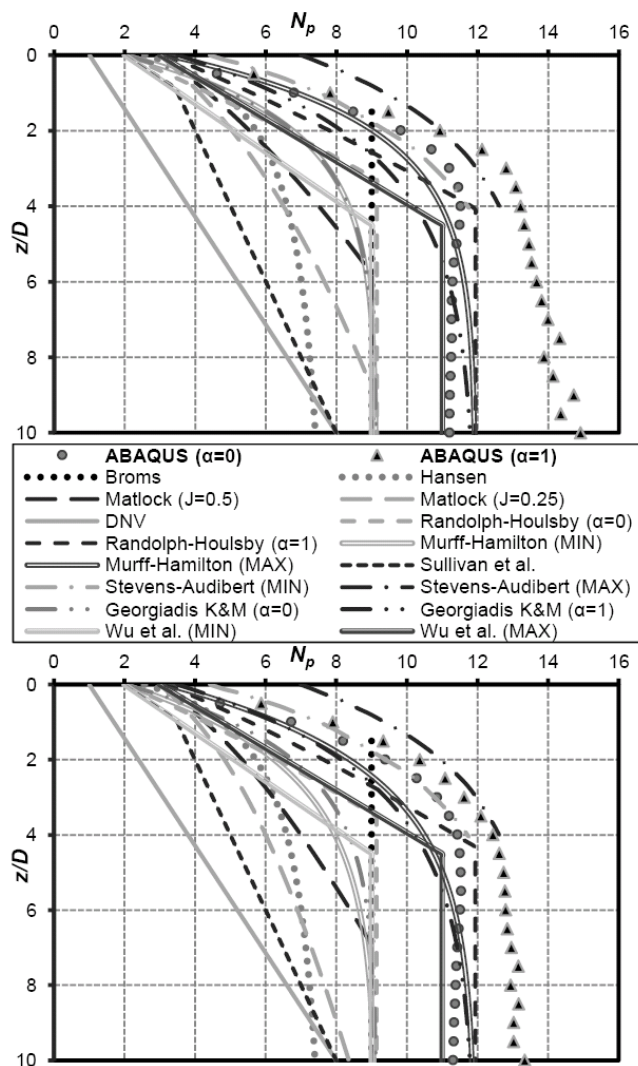 Np
0 2 4 6 8 10 12 14 16
0
2
4
6
8
10
z/D
ABAQUS (α=0) ABAQUS (α=1)
Broms Hansen
Matlock (J=0.5) Matlock (J=0.25)
DNV Randolph-Houlsby (α=0)
Randolph-Houlsby (α=1) Murff-Hamilton (MIN)
Murff-Hamilton (MAX) Sullivan et al.
Stevens-Audibert (MIN) Stevens-Audibert (MAX)
Georgiadis K&M (α=0) Georgiadis K&M (α=1)
Wu et al. (MIN) Wu et al. (MAX)
0 2 4 6 8 10 12 14 16
Np
0
2
4
6
8
10
z/D